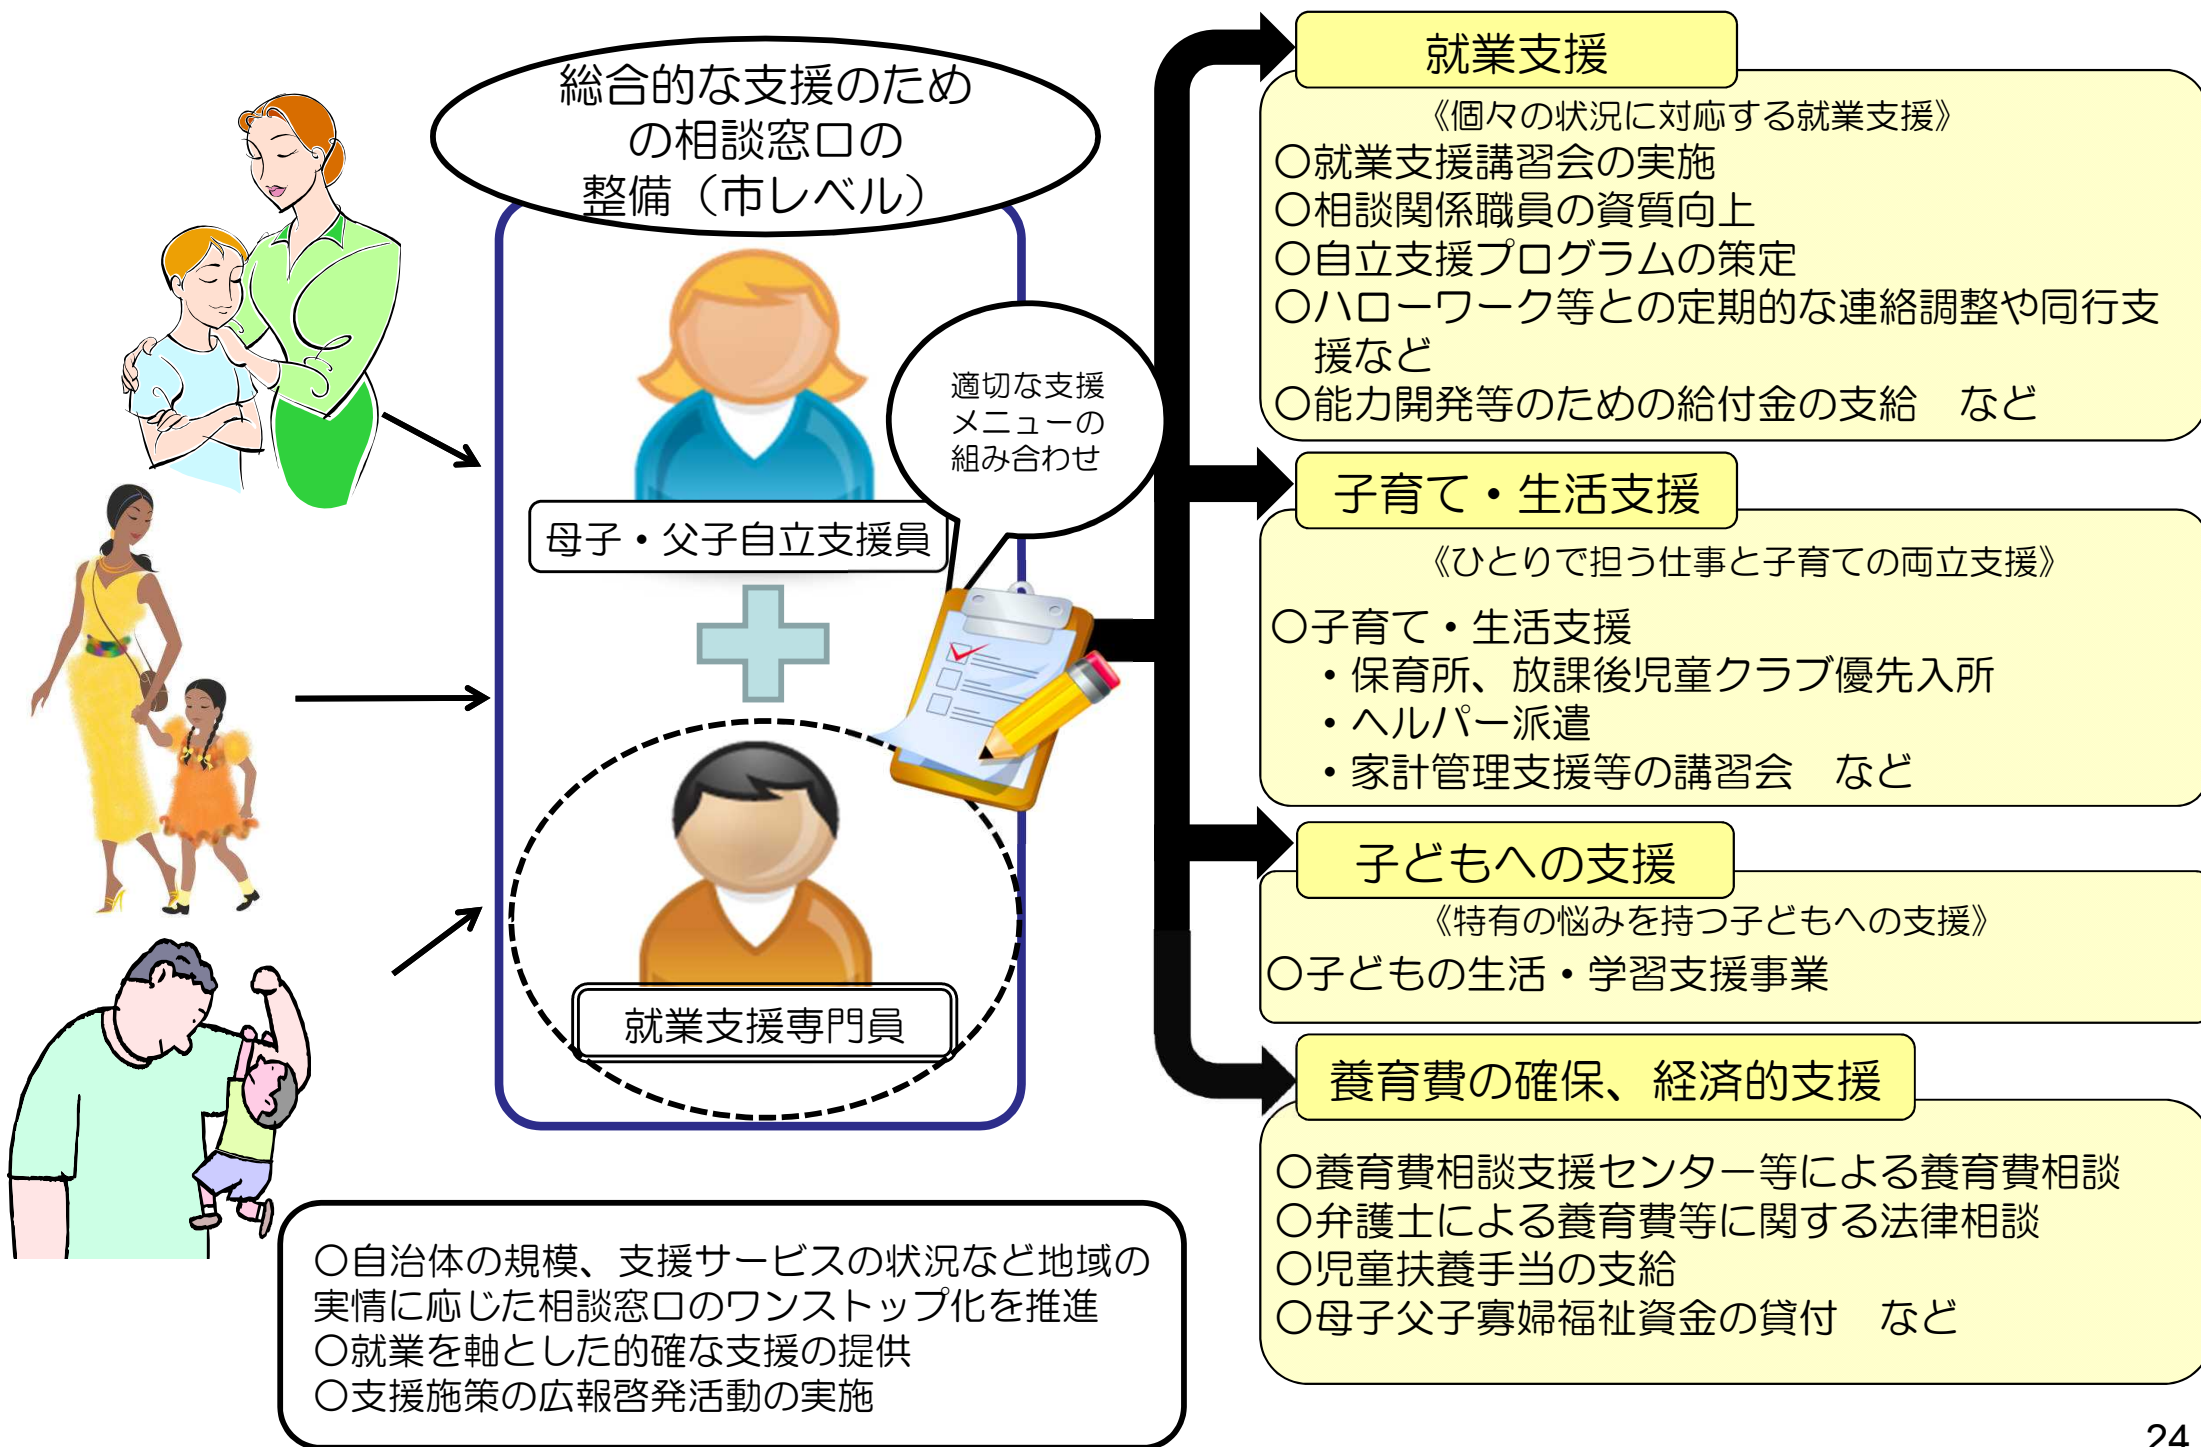 総合的な支援のため
の相談窓口の
整備（市レベル）
母子・父子自立支援員
適切な支援
メニューの
組み合わせ
就業支援専門員
○自治体の規模、支援サービスの状況など地域の
実情に応じた相談窓口のワンストップ化を推進
○就業を軸とした的確な支援の提供
○支援施策の広報啓発活動の実施
就業支援
《個々の状況に対応する就業支援》
○就業支援講習会の実施
○相談関係職員の資質向上
○自立支援プログラムの策定
○ハローワーク等との定期的な連絡調整や同行支
援など
○能力開発等のための給付金の支給　など
子育て・生活支援
《ひとりで担う仕事と子育ての両立支援》
○子育て・生活支援
・保育所、放課後児童クラブ優先入所
・ヘルパー派遣
・家計管理支援等の講習会　など
子どもへの支援
《特有の悩みを持つ子どもへの支援》
○子どもの生活・学習支援事業
養育費の確保、経済的支援
○養育費相談支援センター等による養育費相談
○弁護士による養育費等に関する法律相談
○児童扶養手当の支給
○母子父子寡婦福祉資金の貸付　など
24